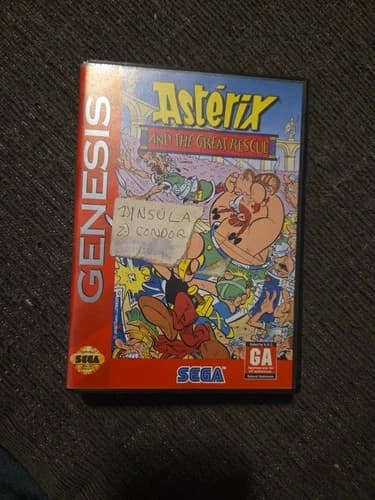 GENESIS
Astérix
AND THE GREAT RESCUE
1) INSULA
2) CONDOR
SEGA
SEGA
GA